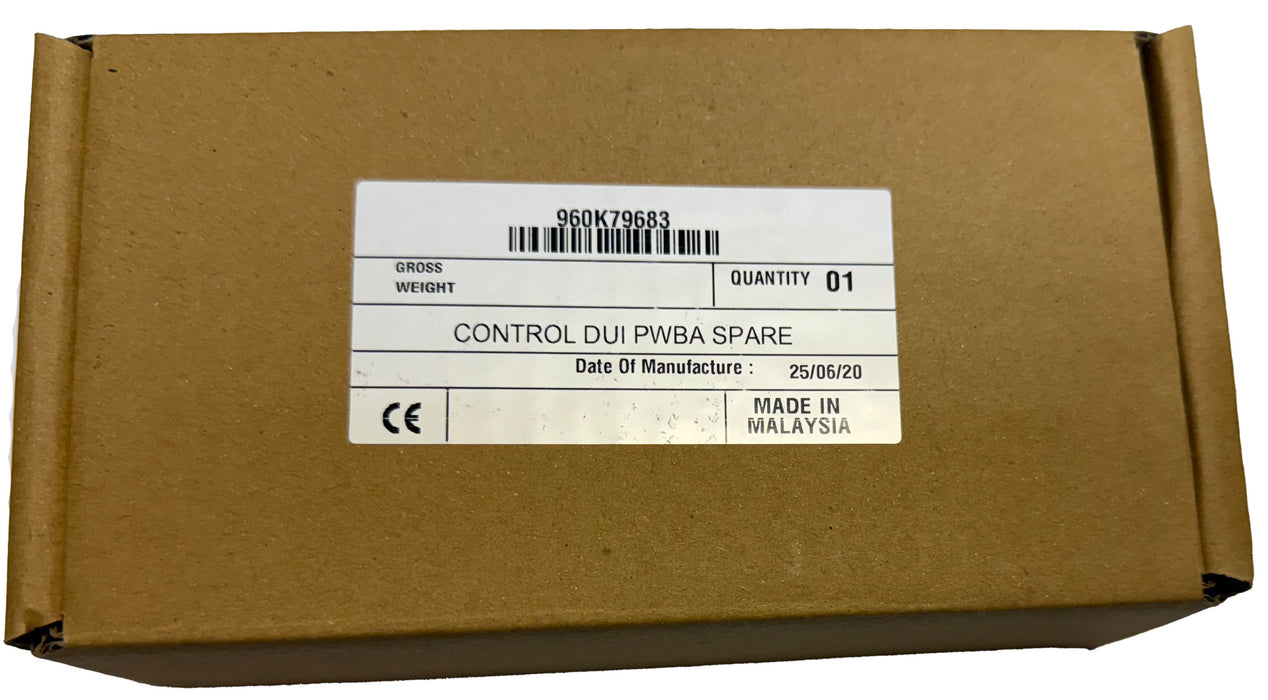 960K79683
GROSS
WEIGHT
QUANTITY 01
CONTROL DUI PWBA SPARE
Date Of Manufacture : 25/06/20
CE
MADE IN
MALAYSIA